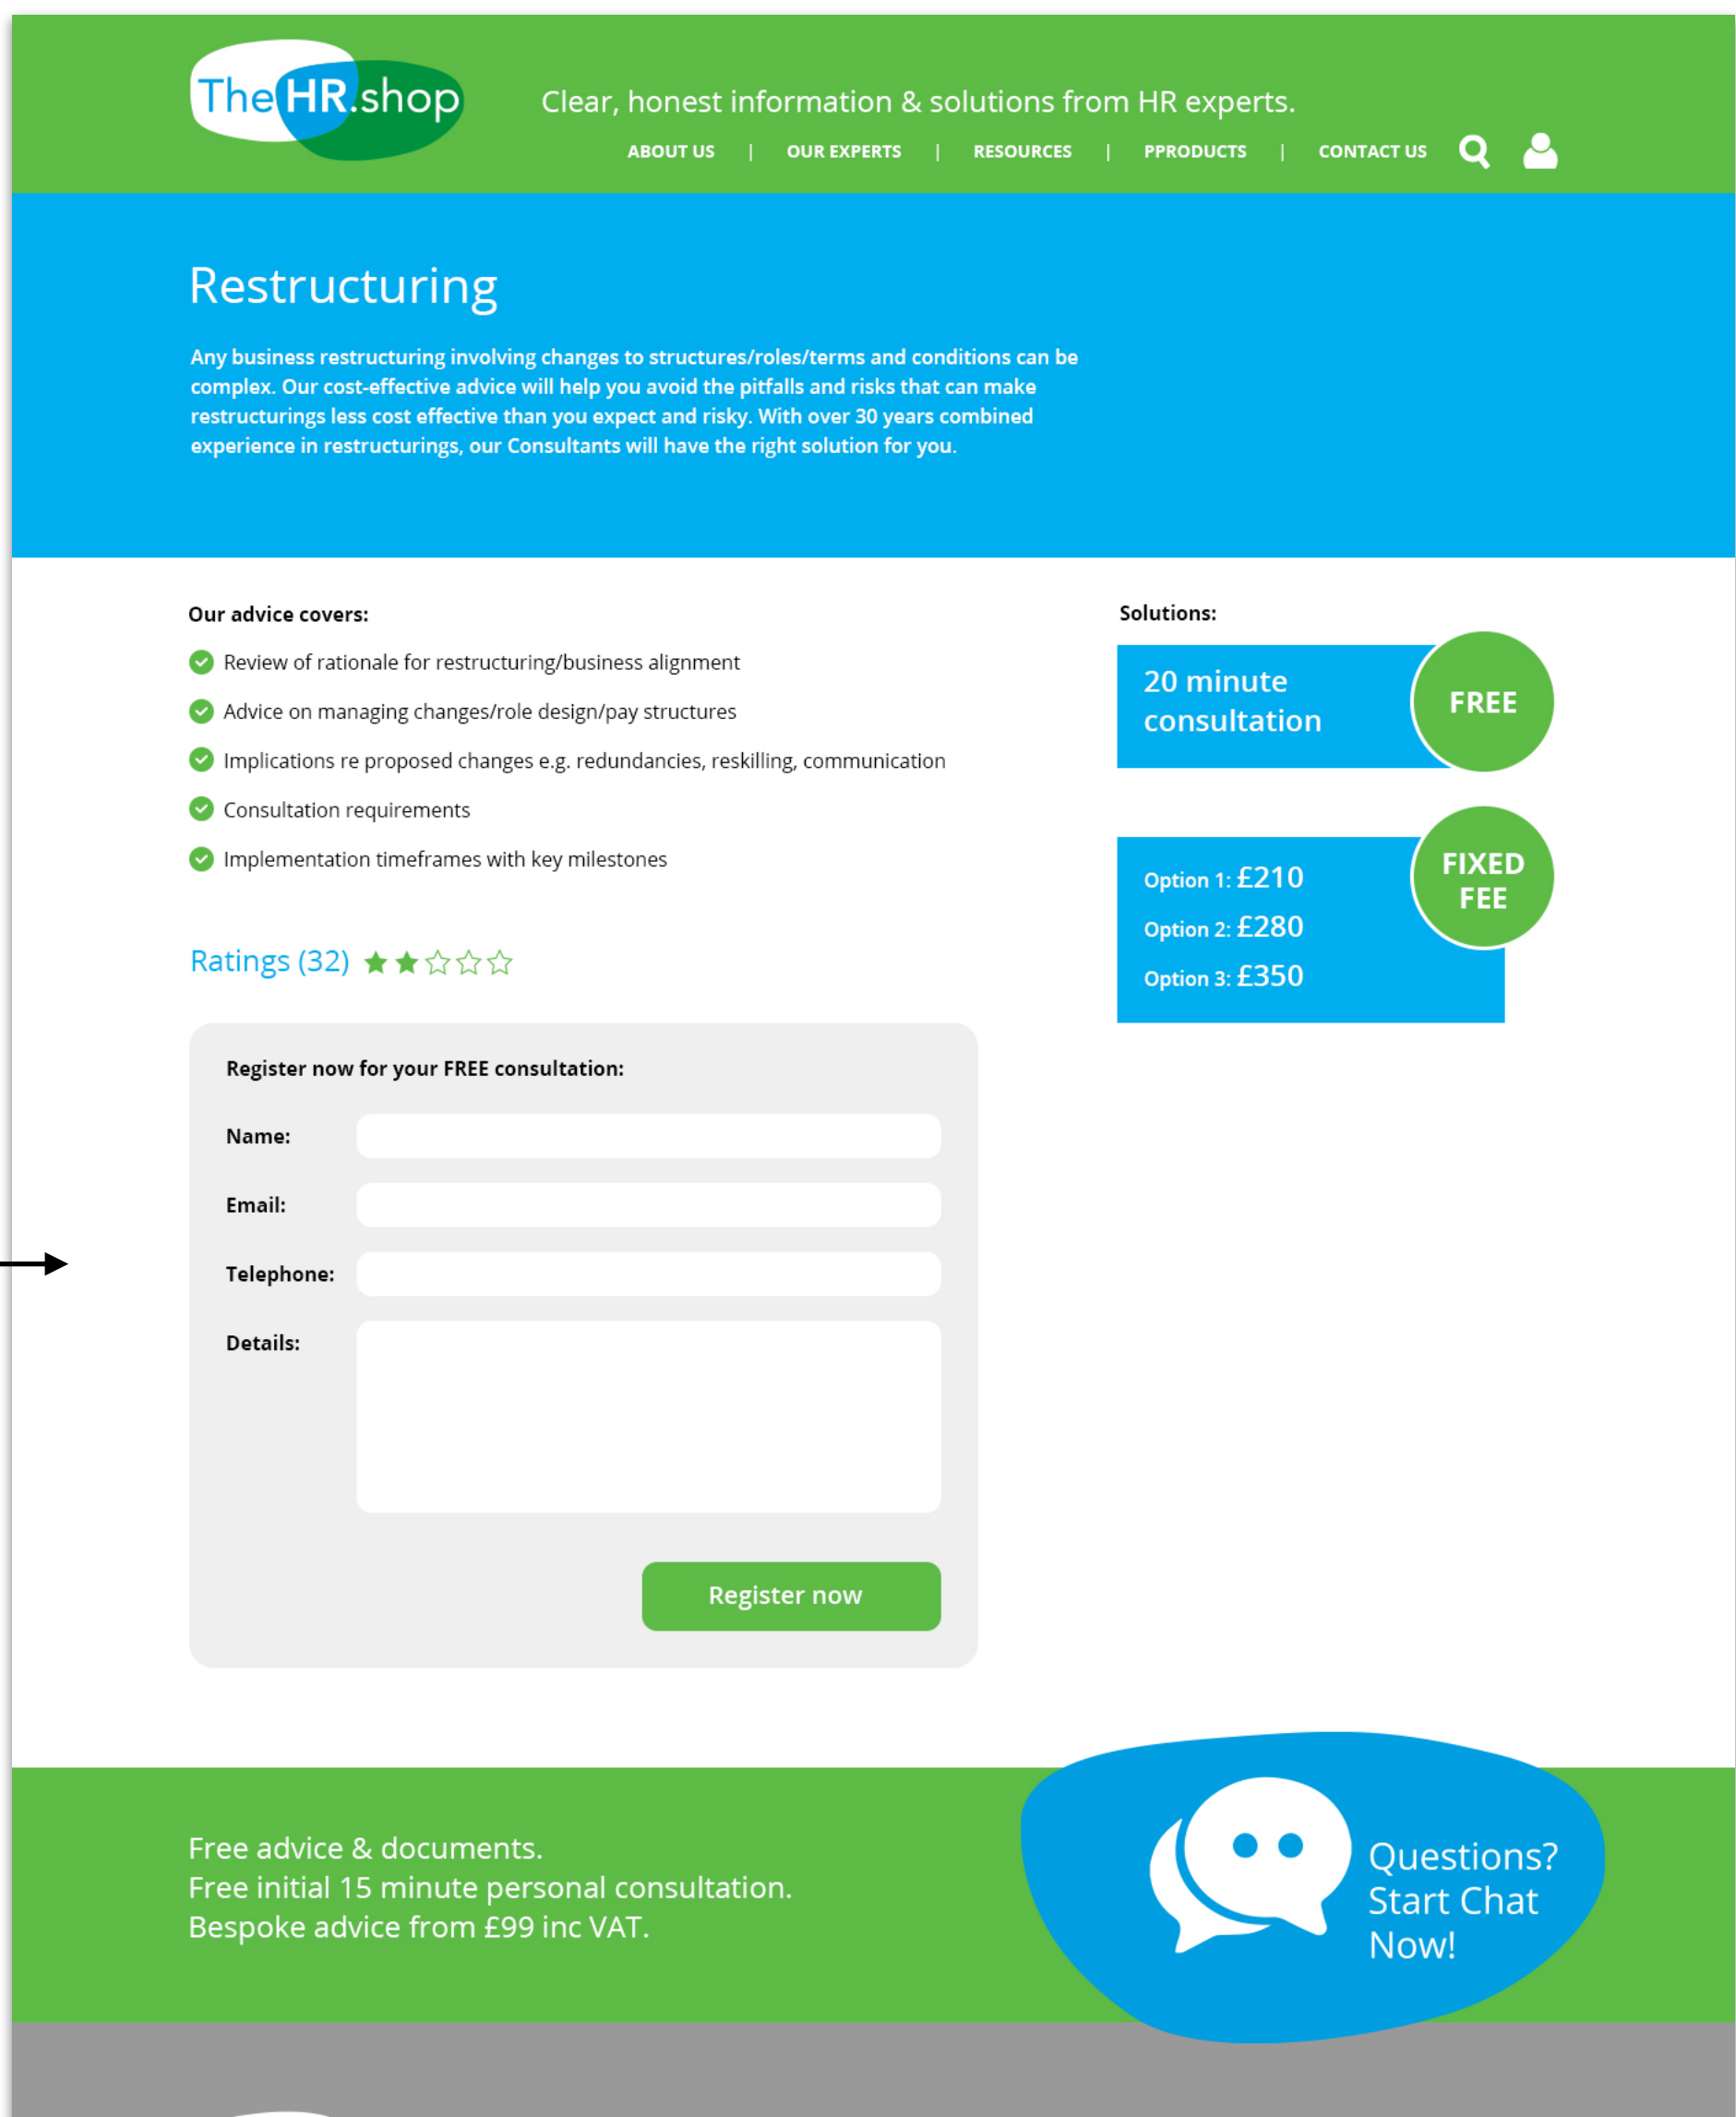 TheHR.shop
Clear, honest information & solutions from HR experts.
ABOUT US | OUR EXPERTS | RESOURCES | PPRODUCTS | CONTACT US
Restructuring
Any business restructuring involving changes to structures/roles/terms and conditions can be
complex. Our cost-effective advice will help you avoid the pitfalls and risks that can make
restructurings less cost effective than you expect and risky. With over 30 years combined
experience in restructurings, our Consultants will have the right solution for you.
Our advice covers:
Review of rationale for restructuring/business alignment
Advice on managing changes/role design/pay structures
Implications re proposed changes e.g. redundancies, reskilling, communication
Consultation requirements
Implementation timeframes with key milestones
Ratings (32)
Solutions:
20 minute
consultation
FREE
FIXED
FEE
Option 1: £210
Option 2: £280
Option 3: £350
Register now for your FREE consultation:
Name:
Email:
Telephone:
Details:
Register now
Free advice & documents.
Free initial 15 minute personal consultation.
Bespoke advice from £99 inc VAT.
Questions?
Start Chat
Now!